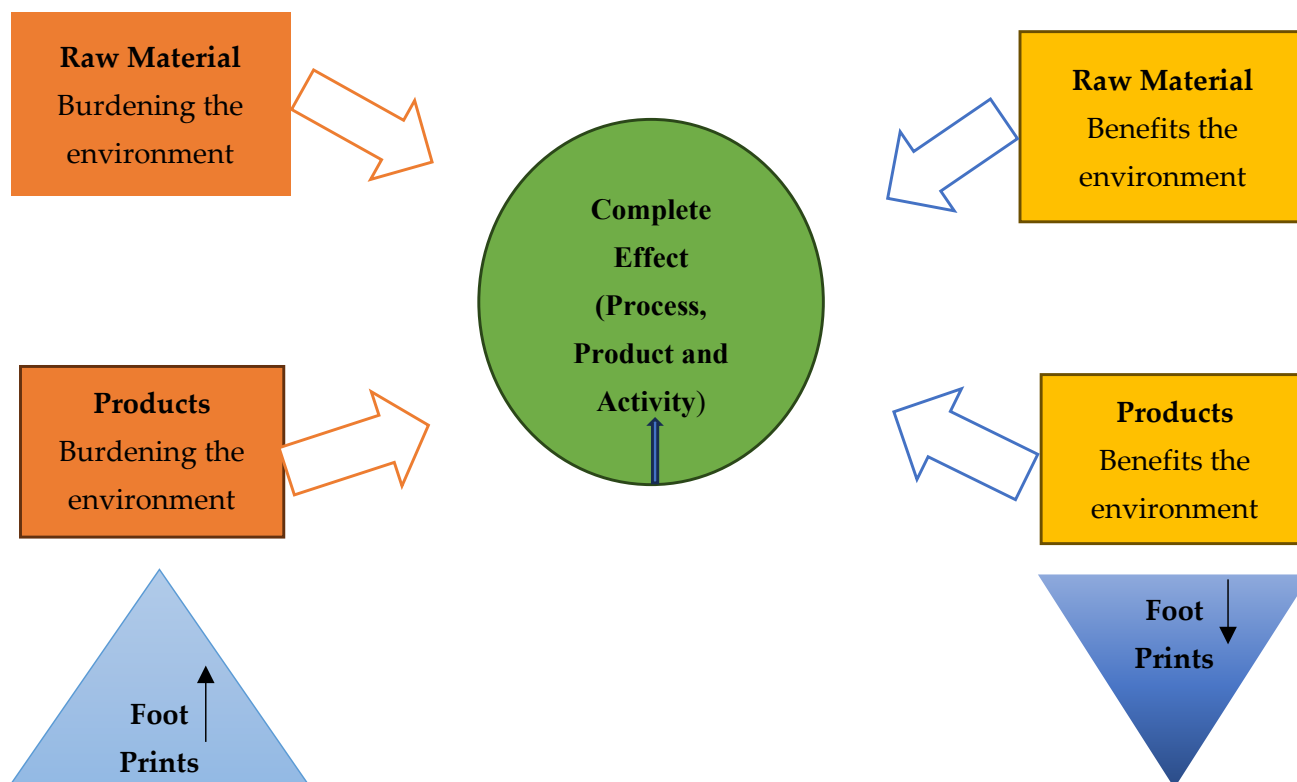 Raw Material
Burdening the
environment
Raw Material
Benefits the
environment
Complete
Effect
(Process,
Product and
Activity)
Products
Burdening the
environment
Products
Benefits the
environment
Foot
Prints
Foot
Prints